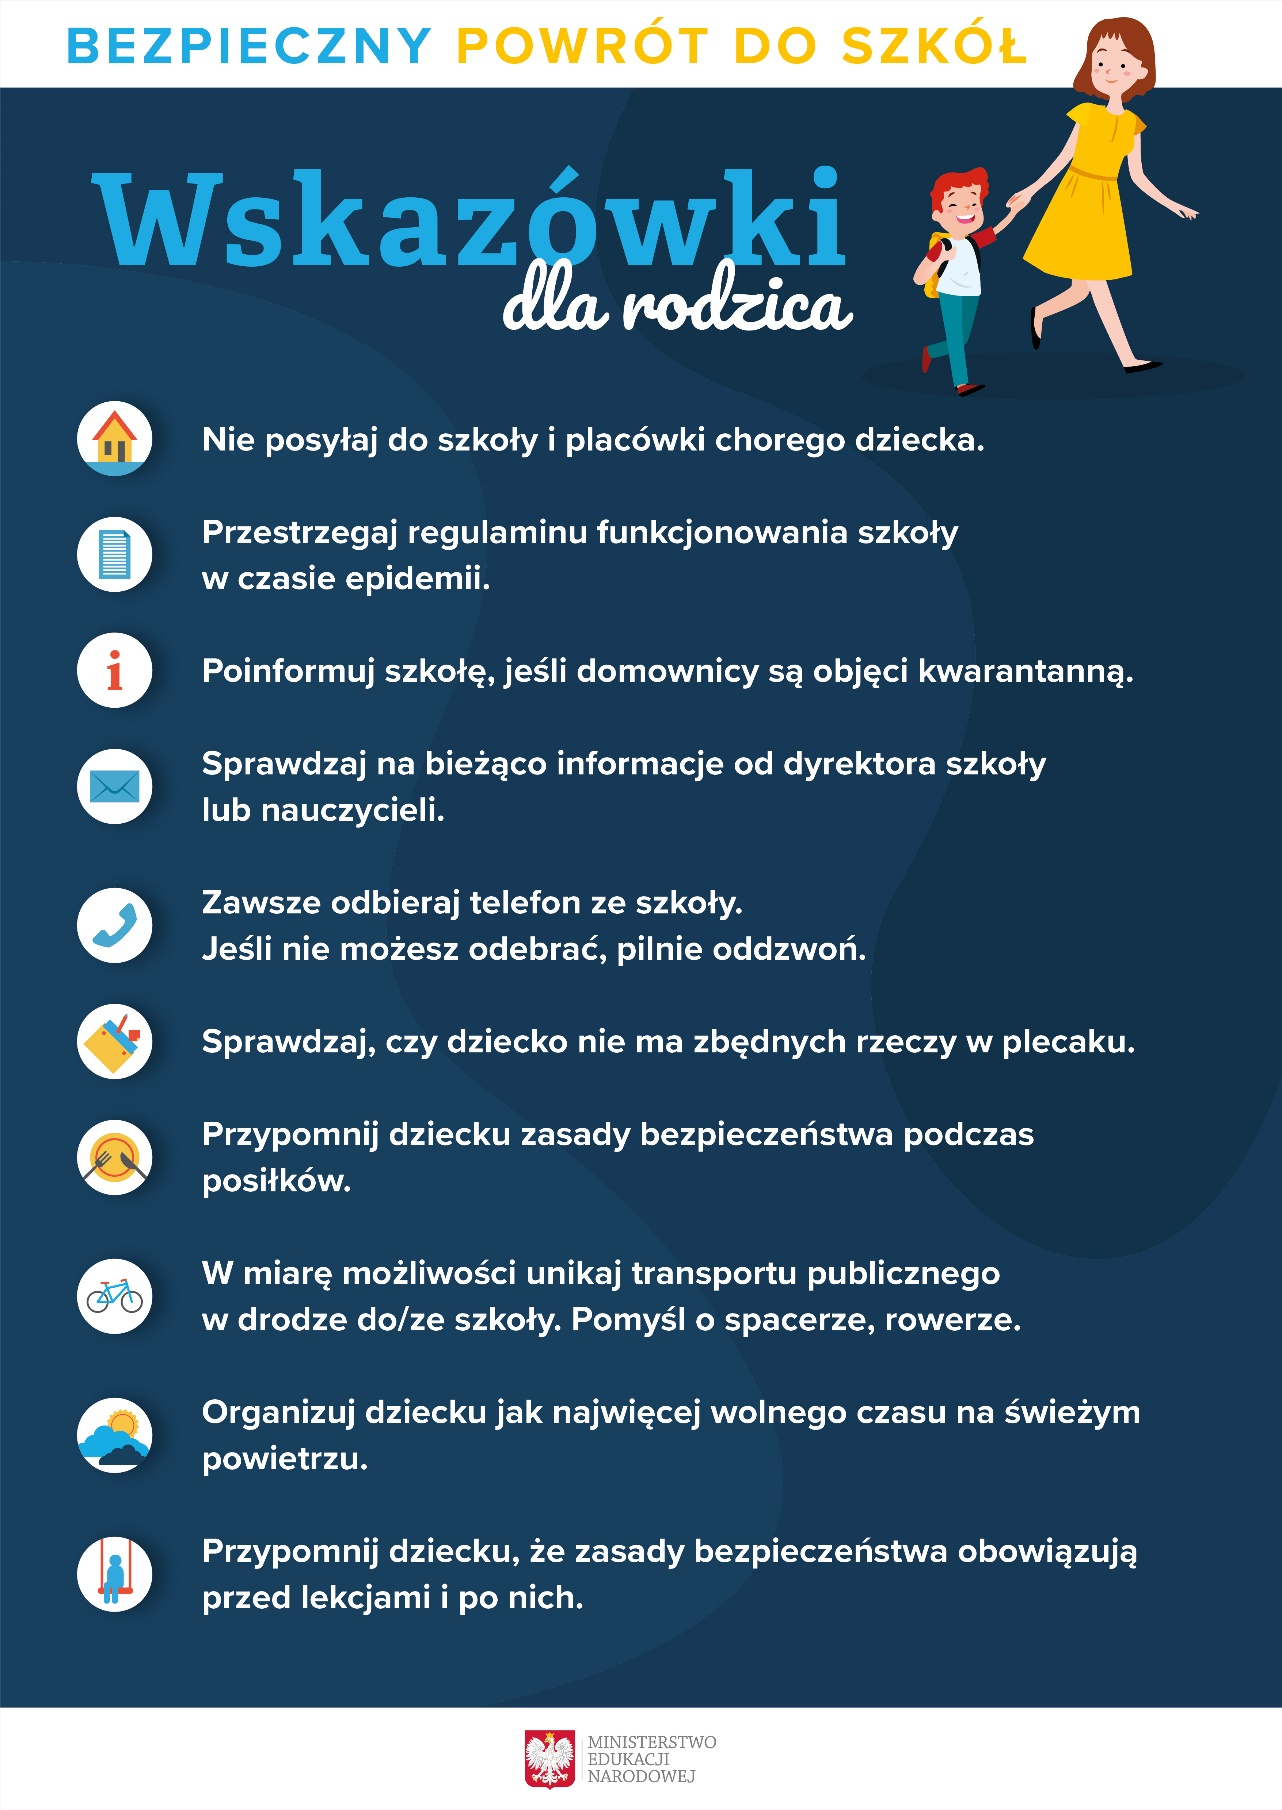 BEZPIECZNY POWRÓT DO SZKÓŁ
Wskazówki
dla rodzica
Nie posyłaj do szkoły i placówki chorego dziecka.
Przestrzegaj regulaminu funkcjonowania szkoły
w czasie epidemii.
Poinformuj szkołę, jeśli domownicy są objęci kwarantanną.
Sprawdzaj na bieżąco informacje od dyrektora szkoły
lub nauczycieli.
Zawsze odbieraj telefon ze szkoły.
Jeśli nie możesz odebrać, pilnie oddzwoń.
Sprawdzaj, czy dziecko nie ma zbędnych rzeczy w plecaku.
Przypomnij dziecku zasady bezpieczeństwa podczas
posiłków.
W miarę możliwości unikaj transportu publicznego
w drodze do/ze szkoły. Pomyśl o spacerze, rowerze.
Organizuj dziecku jak najwięcej wolnego czasu na świeżym
powietrzu.
Przypomnij dziecku, że zasady bezpieczeństwa obowiązują
przed lekcjami i po nich.
MINISTERSTWO
EDUKACJI
NARODOWEJ